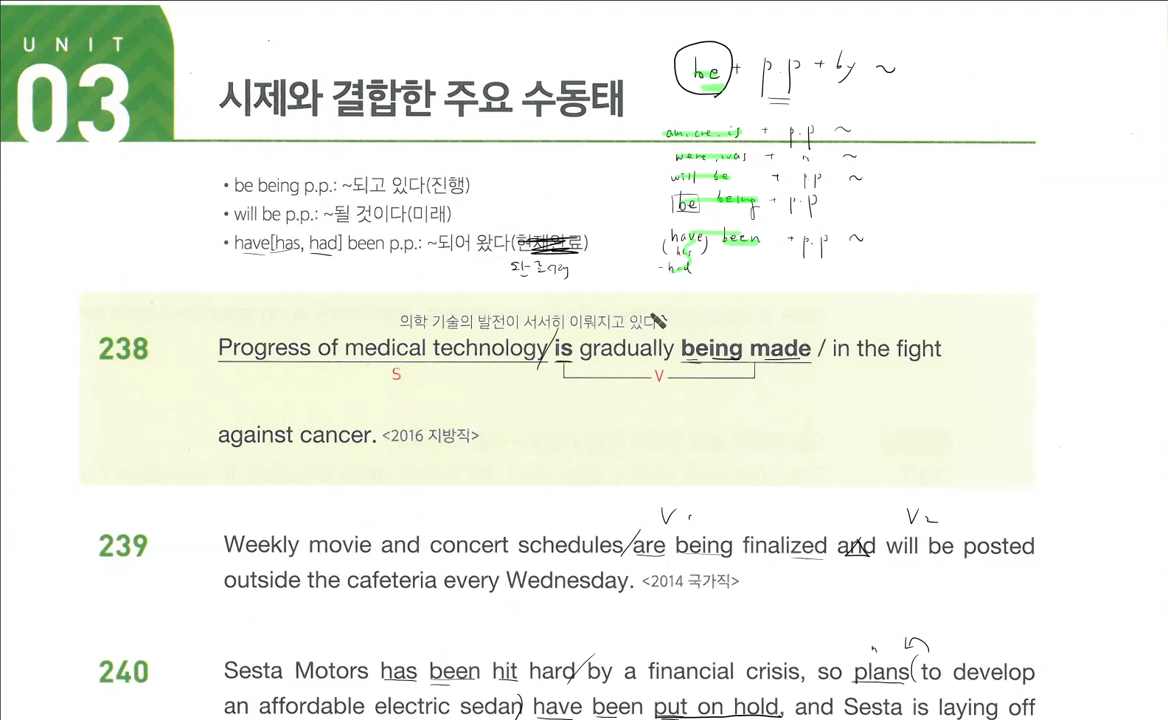 UNIT
03
시제와 결합한 주요 수동태
be + p.p + by ~
am, are, is + p.p ~
were, was + ~
will be + pp ~
be being + p.p
have been + p.p ~
(has)
had
• be being p.p.: ~되고 있다(진행)
• will be p.p.: ~될 것이다(미래)
• have[has, had] been p.p.: ~되어 왔다(현재완료)
의학 기술의 발전이 서서히 이뤄지고 있다
238 Progress of medical technology / is gradually being made / in the fight
S V
against cancer. <2016 지방직>
V1 V2
239 Weekly movie and concert schedules / are being finalized and will be posted
outside the cafeteria every Wednesday. <2014 국가직>
n
240 Sesta Motors has been hit hard / by a financial crisis, so plans (to develop
an affordable electric sedan) have been put on hold, and Sesta is laying off